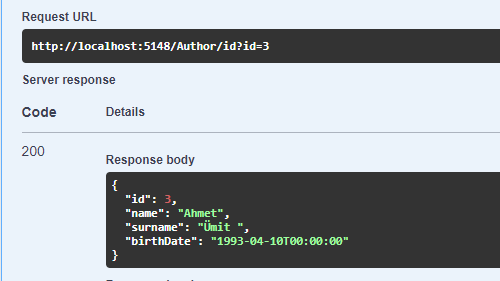 Request URL
http://localhost:5148/Author/id?id=3
Server response
Code Details
200
Response body
{
"id": 3,
"name": "Ahmet",
"surname": "Ümit ",
"birthDate": "1993-04-10T00:00:00"
}